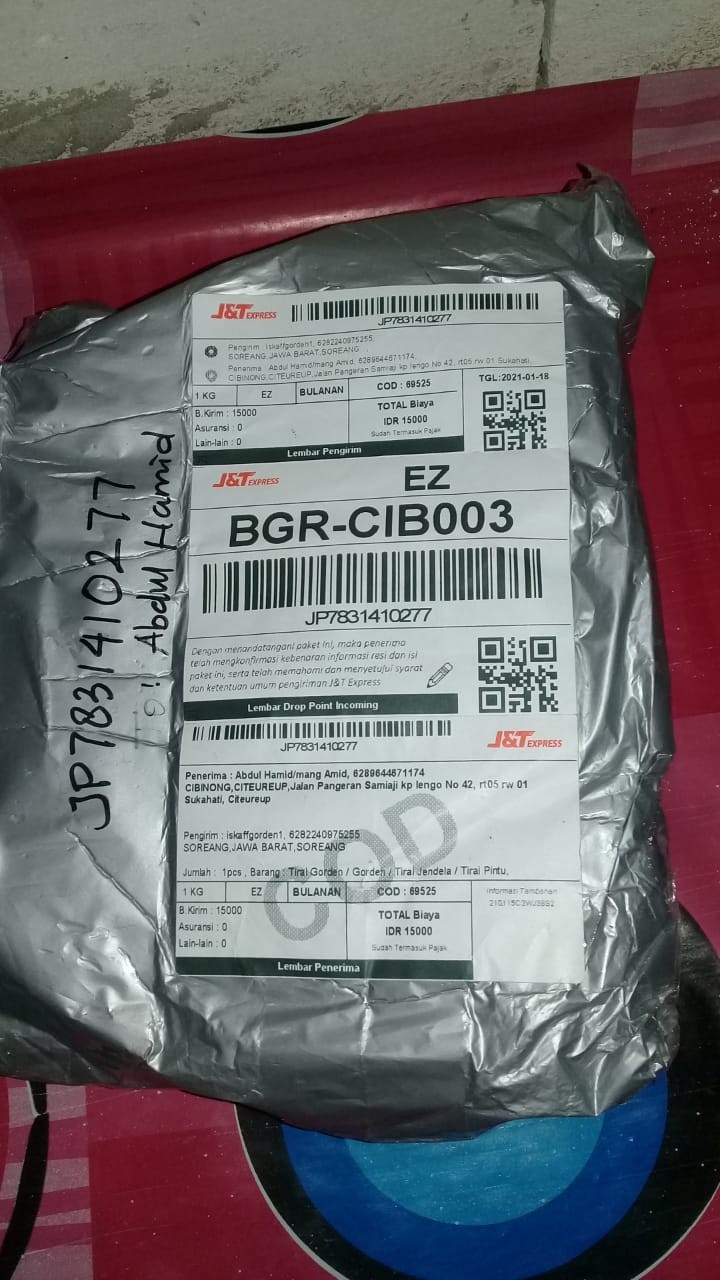 J&T EXPRESS
JP7831410277
Pengirim : iskaffgorden1, 6282240975255,
SOREANG,JAWA BARAT,SOREANG
Penerima : Abdul Hamid/mang Amid, 6289644671174,
CIBINONG,CITEUREUP,Jalan Pangeran Samiaji kp lengo No 42, rt05 rw 01 Sukahati,
1 KG EZ BULANAN COD : 69525 TGL:2021-01-18
B.Kirim : 15000
Asuransi : 0
Lain-lain : 0
TOTAL Biaya
IDR 15000
Sudah Termasuk Pajak
Lembar Pengirim
J&T EXPRESS EZ
BGR-CIB003
JP7831410277
Dengan menandatangani paket ini, maka penerima
telah mengkonfirmasi kebenaran informasi resi dan isi
paket ini, serta telah memahami dan menyetujui syarat
dan ketentuan umum pengiriman J&T Express
Lembar Drop Point Incoming
JP7831410277
J&T EXPRESS
Penerima : Abdul Hamid/mang Amid, 6289644671174
CIBINONG,CITEUREUP,Jalan Pangeran Samiaji kp lengo No 42, rt05 rw 01
Sukahati, Citeureup
Pengirim : iskaffgorden1, 6282240975255
SOREANG,JAWA BARAT,SOREANG
COD
Jumlah : 1pcs , Barang : Tirai Gorden / Gorden / Tirai Jendela / Tirai Pintu,
1 KG EZ BULANAN COD : 69525
B.Kirim : 15000
Asuransi : 0
Lain-lain : 0
TOTAL Biaya
IDR 15000
Sudah Termasuk Pajak
Informasi Tambahan
Lembar Penerima
JP7831410277
Abdul Hamid